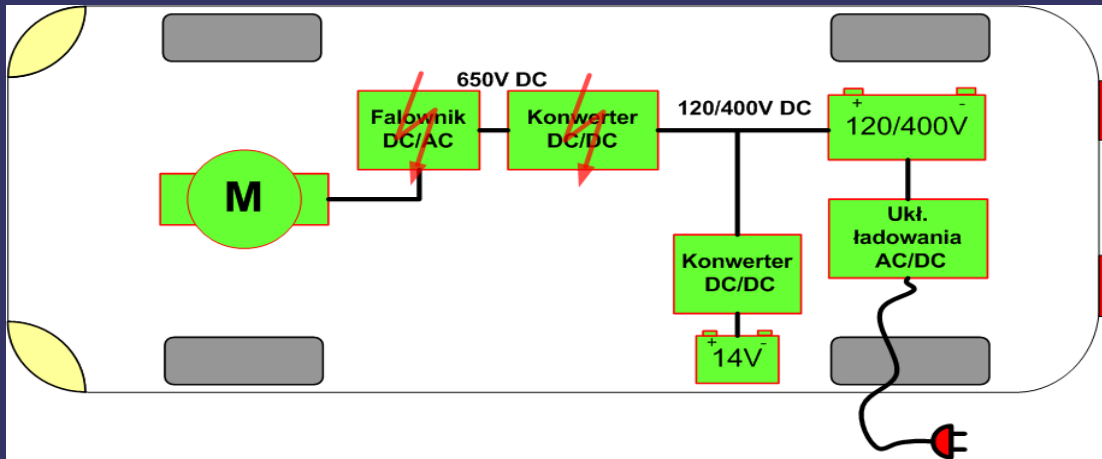 650V DC
Falownik
DC/AC
Konwerter
DC/DC
120/400V DC
+ -
120/400V
M
Ukł.
ładowania
AC/DC
Konwerter
DC/DC
+ -
14V